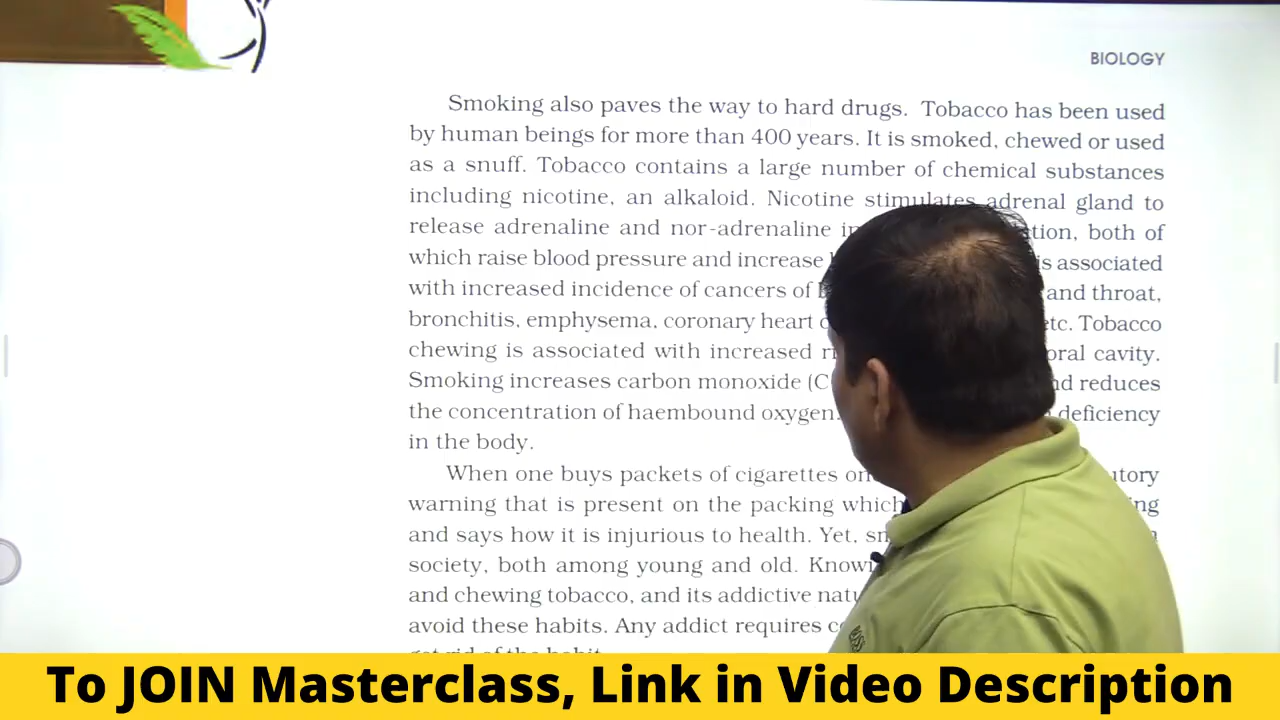 BIOLOGY
Smoking also paves the way to hard drugs. Tobacco has been used
by human beings for more than 400 years. It is smoked, chewed or used
as a snuff. Tobacco contains a large number of chemical substances
including nicotine, an alkaloid. Nicotine stimulates adrenal gland to
release adrenaline and nor-adrenaline both of
which raise blood pressure and increase is associated
with increased incidence of cancers of and throat,
bronchitis, emphysema, coronary heart etc. Tobacco
chewing is associated with increased oral cavity.
Smoking increases carbon monoxide reduces
the concentration of haembound oxygen. deficiency
in the body.
When one buys packets of cigarettes
warning that is present on the packing
and says how it is injurious to health. Yet,
society, both among young and old.
and chewing tobacco, and its addictive
avoid these habits. Any addict requires
To JOIN Masterclass, Link in Video Description